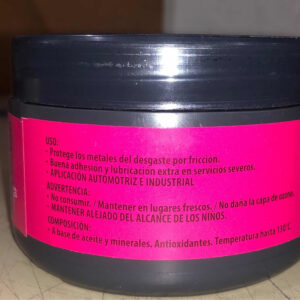 USO:
- Protege los metales del desgaste por fricción.
- Buena adhesión y lubricación extra en servicios severos.
- APLICACIÓN AUTOMOTRIZ E INDUSTRIAL
ADVERTENCIA:
- No consumir. / Mantener en lugares frescos. / No daña la capa de ozono.
- MANTENER ALEJADO DEL ALCANCE DE LOS NIÑOS.
COMPOSICIÓN:
- A base de aceite y minerales. Antioxidantes. Temperatura hasta 130°C.